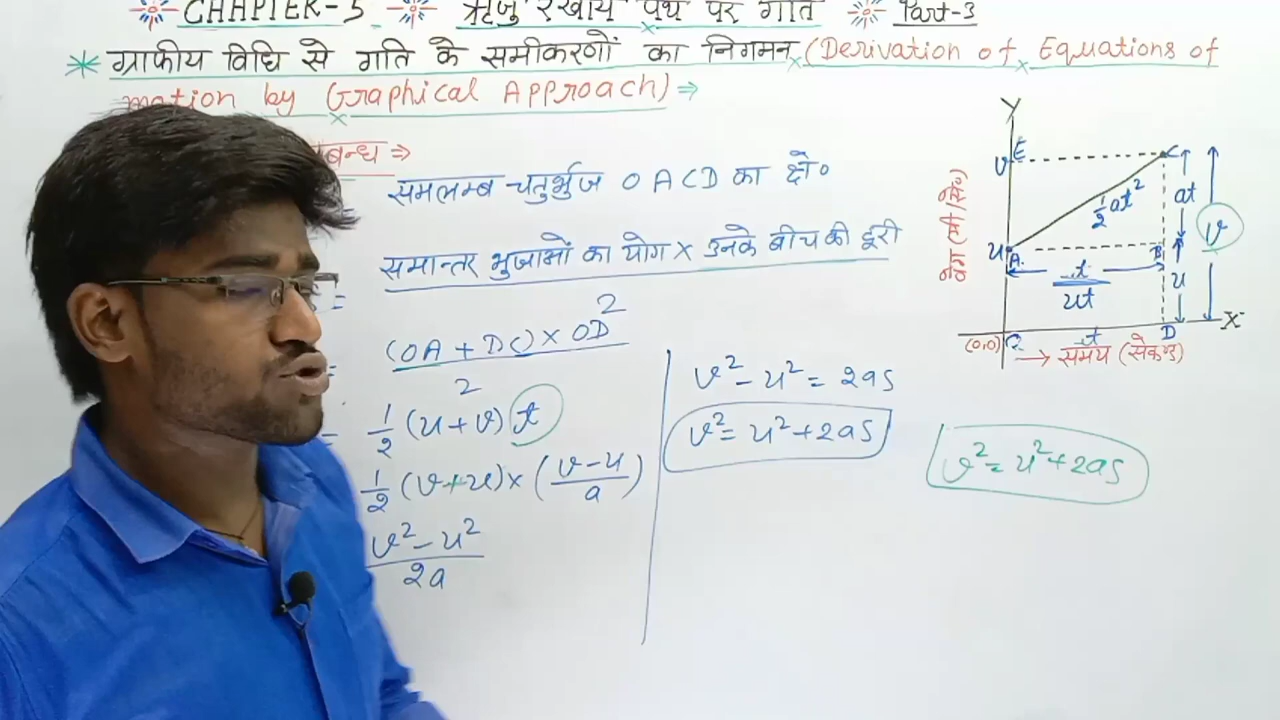 CHAPTER-3 ऋजु रेखीय पथ पर गति Part-3
* ग्राफीय विधि से गति के समीकरणों का निगमन (Derivation of Equations of
motion by Graphical Approach) ⇒
⇒
समलम्ब चतुर्भुज OACD का क्षे०
= समान्तर भुजाओं का योग × उनके बीच की दूरी
2
= (OA + DC) × OD
2
= 1/2 (u + v) t
1/2 (v+u) × (v-u/a)
v² - u²
2a
v² - u² = 2as
v² = u² + 2as
v² = u² + 2as
Y
v E C
1/2 at²
at
v
u A B
t
ut
u
(0,0) O t D X
→ समय (सेकण्ड)